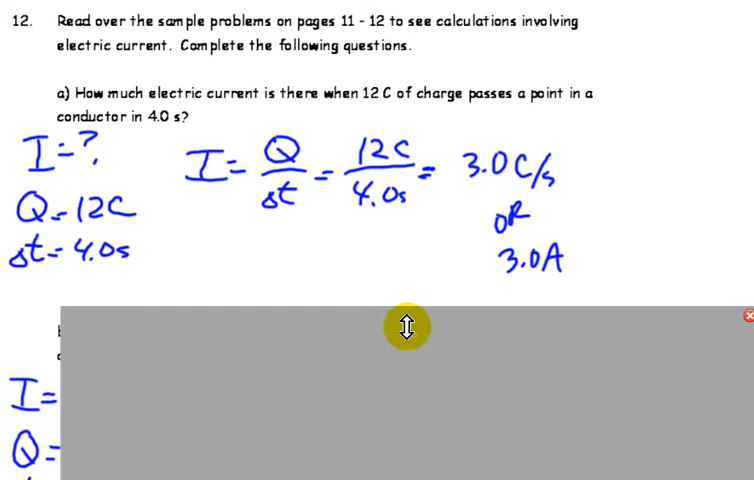 12. Read over the sample problems on pages 11 - 12 to see calculations involving
electric current. Complete the following questions.
a) How much electric current is there when 12 C of charge passes a point in a
conductor in 4.0 s?
I = ?
Q = 12C
Δt = 4.0s
I = Q/Δt = 12C/4.0s = 3.0 C/s
OR
3.0A
I =
Q =